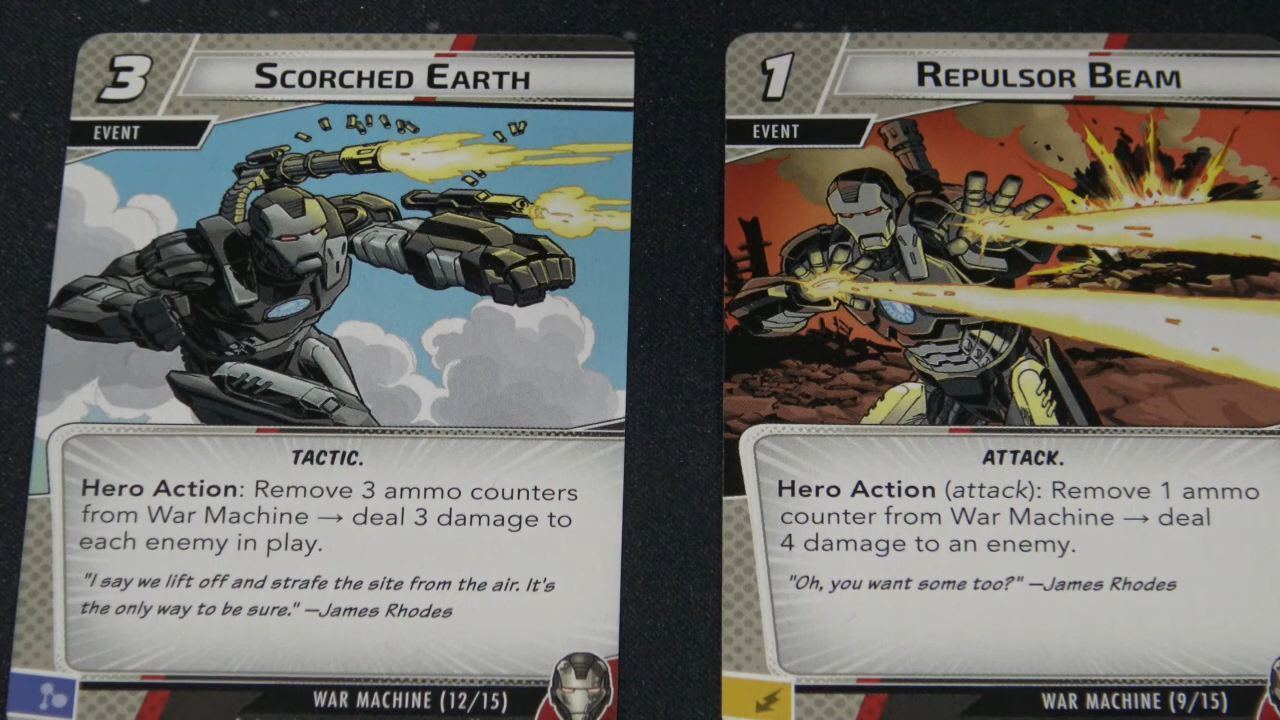 3
SCORCHED EARTH
EVENT
TACTIC.
Hero Action: Remove 3 ammo counters
from War Machine → deal 3 damage to
each enemy in play.
"I say we lift off and strafe the site from the air. It's
the only way to be sure." —James Rhodes
WAR MACHINE (12/15)
1
REPULSOR BEAM
EVENT
ATTACK.
Hero Action (attack): Remove 1 ammo
counter from War Machine → deal
4 damage to an enemy.
"Oh, you want some too?" —James Rhodes
WAR MACHINE (9/15)